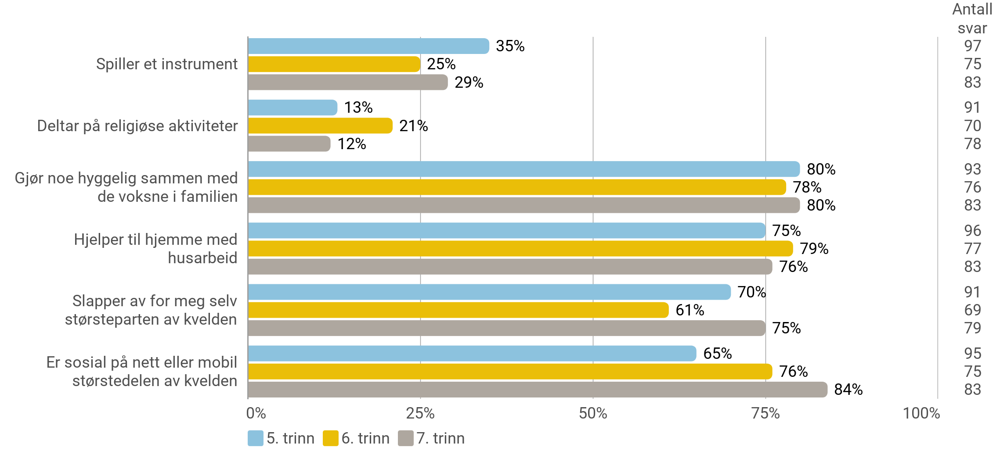 Antall
svar
Spiller et instrument
35%
97
25%
75
29%
83
Deltar på religiøse aktiviteter
13%
91
21%
70
12%
78
Gjør noe hyggelig sammen med
de voksne i familien
80%
93
78%
76
80%
83
Hjelper til hjemme med
husarbeid
75%
96
79%
77
76%
83
Slapper av for meg selv
størsteparten av kvelden
70%
91
61%
69
75%
79
Er sosial på nett eller mobil
størstedelen av kvelden
65%
95
76%
75
84%
83
0% 25% 50% 75% 100%
5. trinn 6. trinn 7. trinn